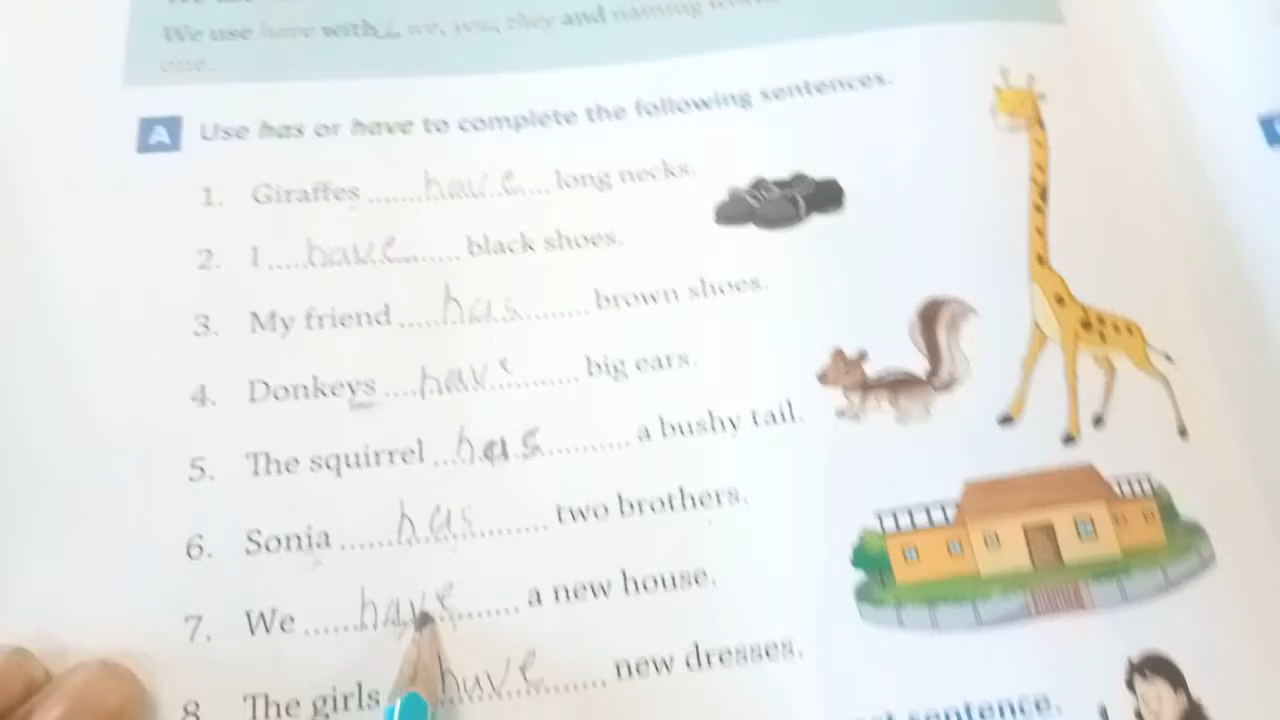 We use have with I, we, you, they and naming
one.
A Use has or have to complete the following sentences.
1. Giraffes ......have.... long necks.
2. I .....have...... black shoes.
3. My friend .....has........ brown shoes.
4. Donkeys ....have.......... big ears.
5. The squirrel ...has.......... a bushy tail.
6. Sonia ......has......... two brothers.
7. We ......have........ a new house.
8 The girls have......... new dresses.
sentence.